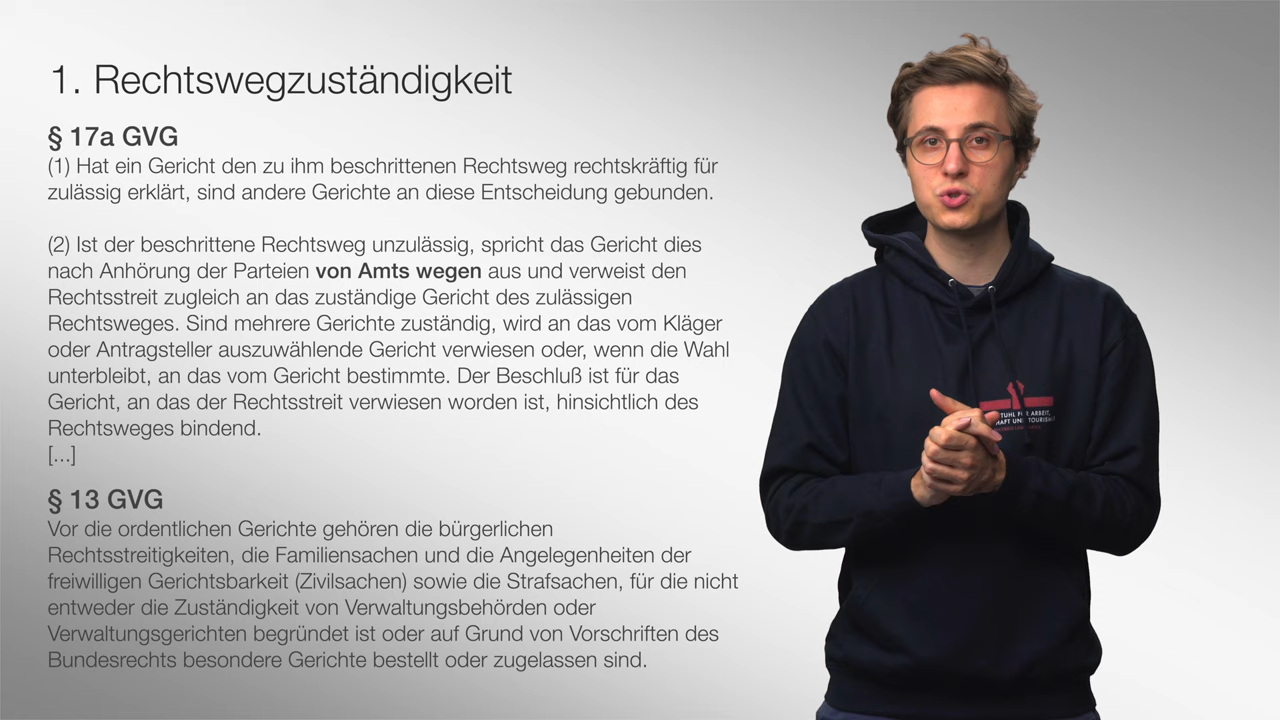 1. Rechtswegzuständigkeit
§ 17a GVG
(1) Hat ein Gericht den zu ihm beschrittenen Rechtsweg rechtskräftig für
zulässig erklärt, sind andere Gerichte an diese Entscheidung gebunden.
(2) Ist der beschrittene Rechtsweg unzulässig, spricht das Gericht dies
nach Anhörung der Parteien von Amts wegen aus und verweist den
Rechtsstreit zugleich an das zuständige Gericht des zulässigen
Rechtsweges. Sind mehrere Gerichte zuständig, wird an das vom Kläger
oder Antragsteller auszuwählende Gericht verwiesen oder, wenn die Wahl
unterbleibt, an das vom Gericht bestimmte. Der Beschluß ist für das
Gericht, an das der Rechtsstreit verwiesen worden ist, hinsichtlich des
Rechtsweges bindend.
[...]
§ 13 GVG
Vor die ordentlichen Gerichte gehören die bürgerlichen
Rechtsstreitigkeiten, die Familiensachen und die Angelegenheiten der
freiwilligen Gerichtsbarkeit (Zivilsachen) sowie die Strafsachen, für die nicht
entweder die Zuständigkeit von Verwaltungsbehörden oder
Verwaltungsgerichten begründet ist oder auf Grund von Vorschriften des
Bundesrechts besondere Gerichte bestellt oder zugelassen sind.
TUHL FÜR ARBEIT,
HAFT UND TOURISM